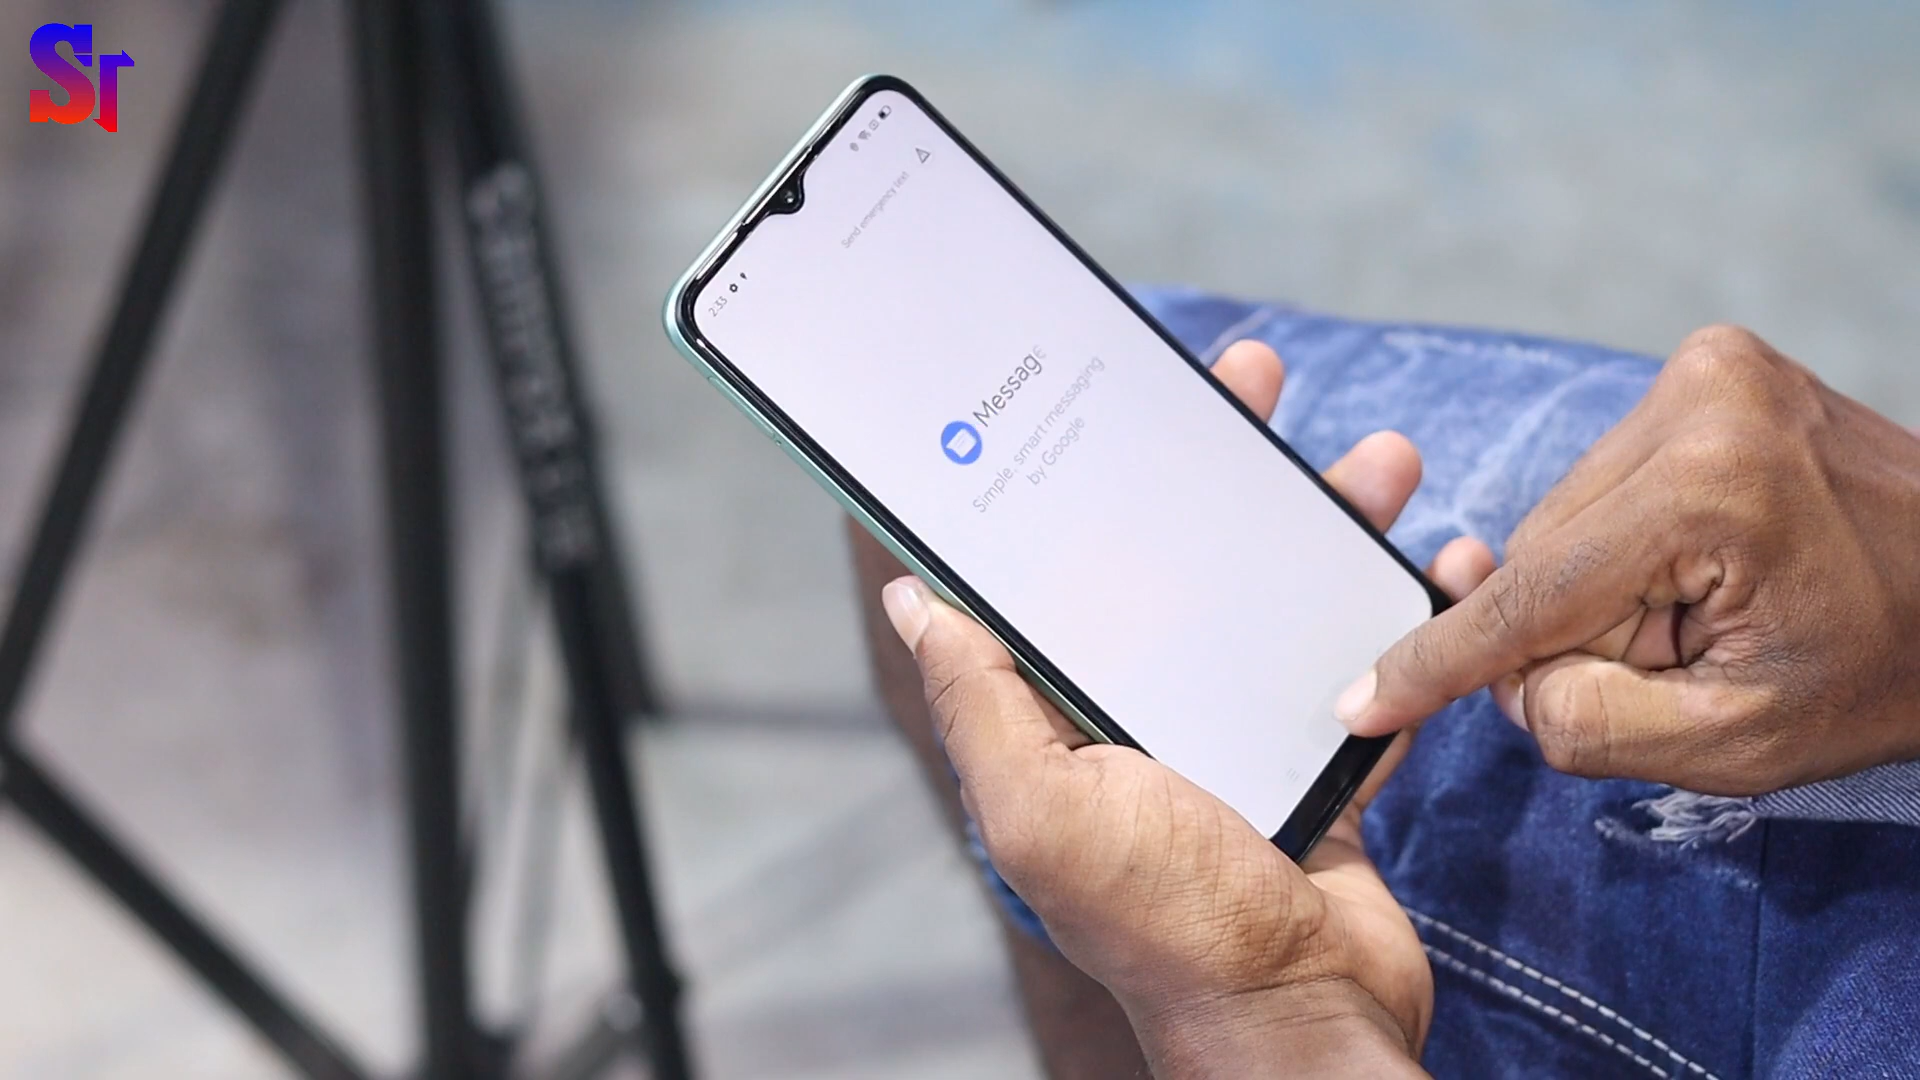 ST
2:33
Send emergency text
Message
Simple, smart messaging
by Google